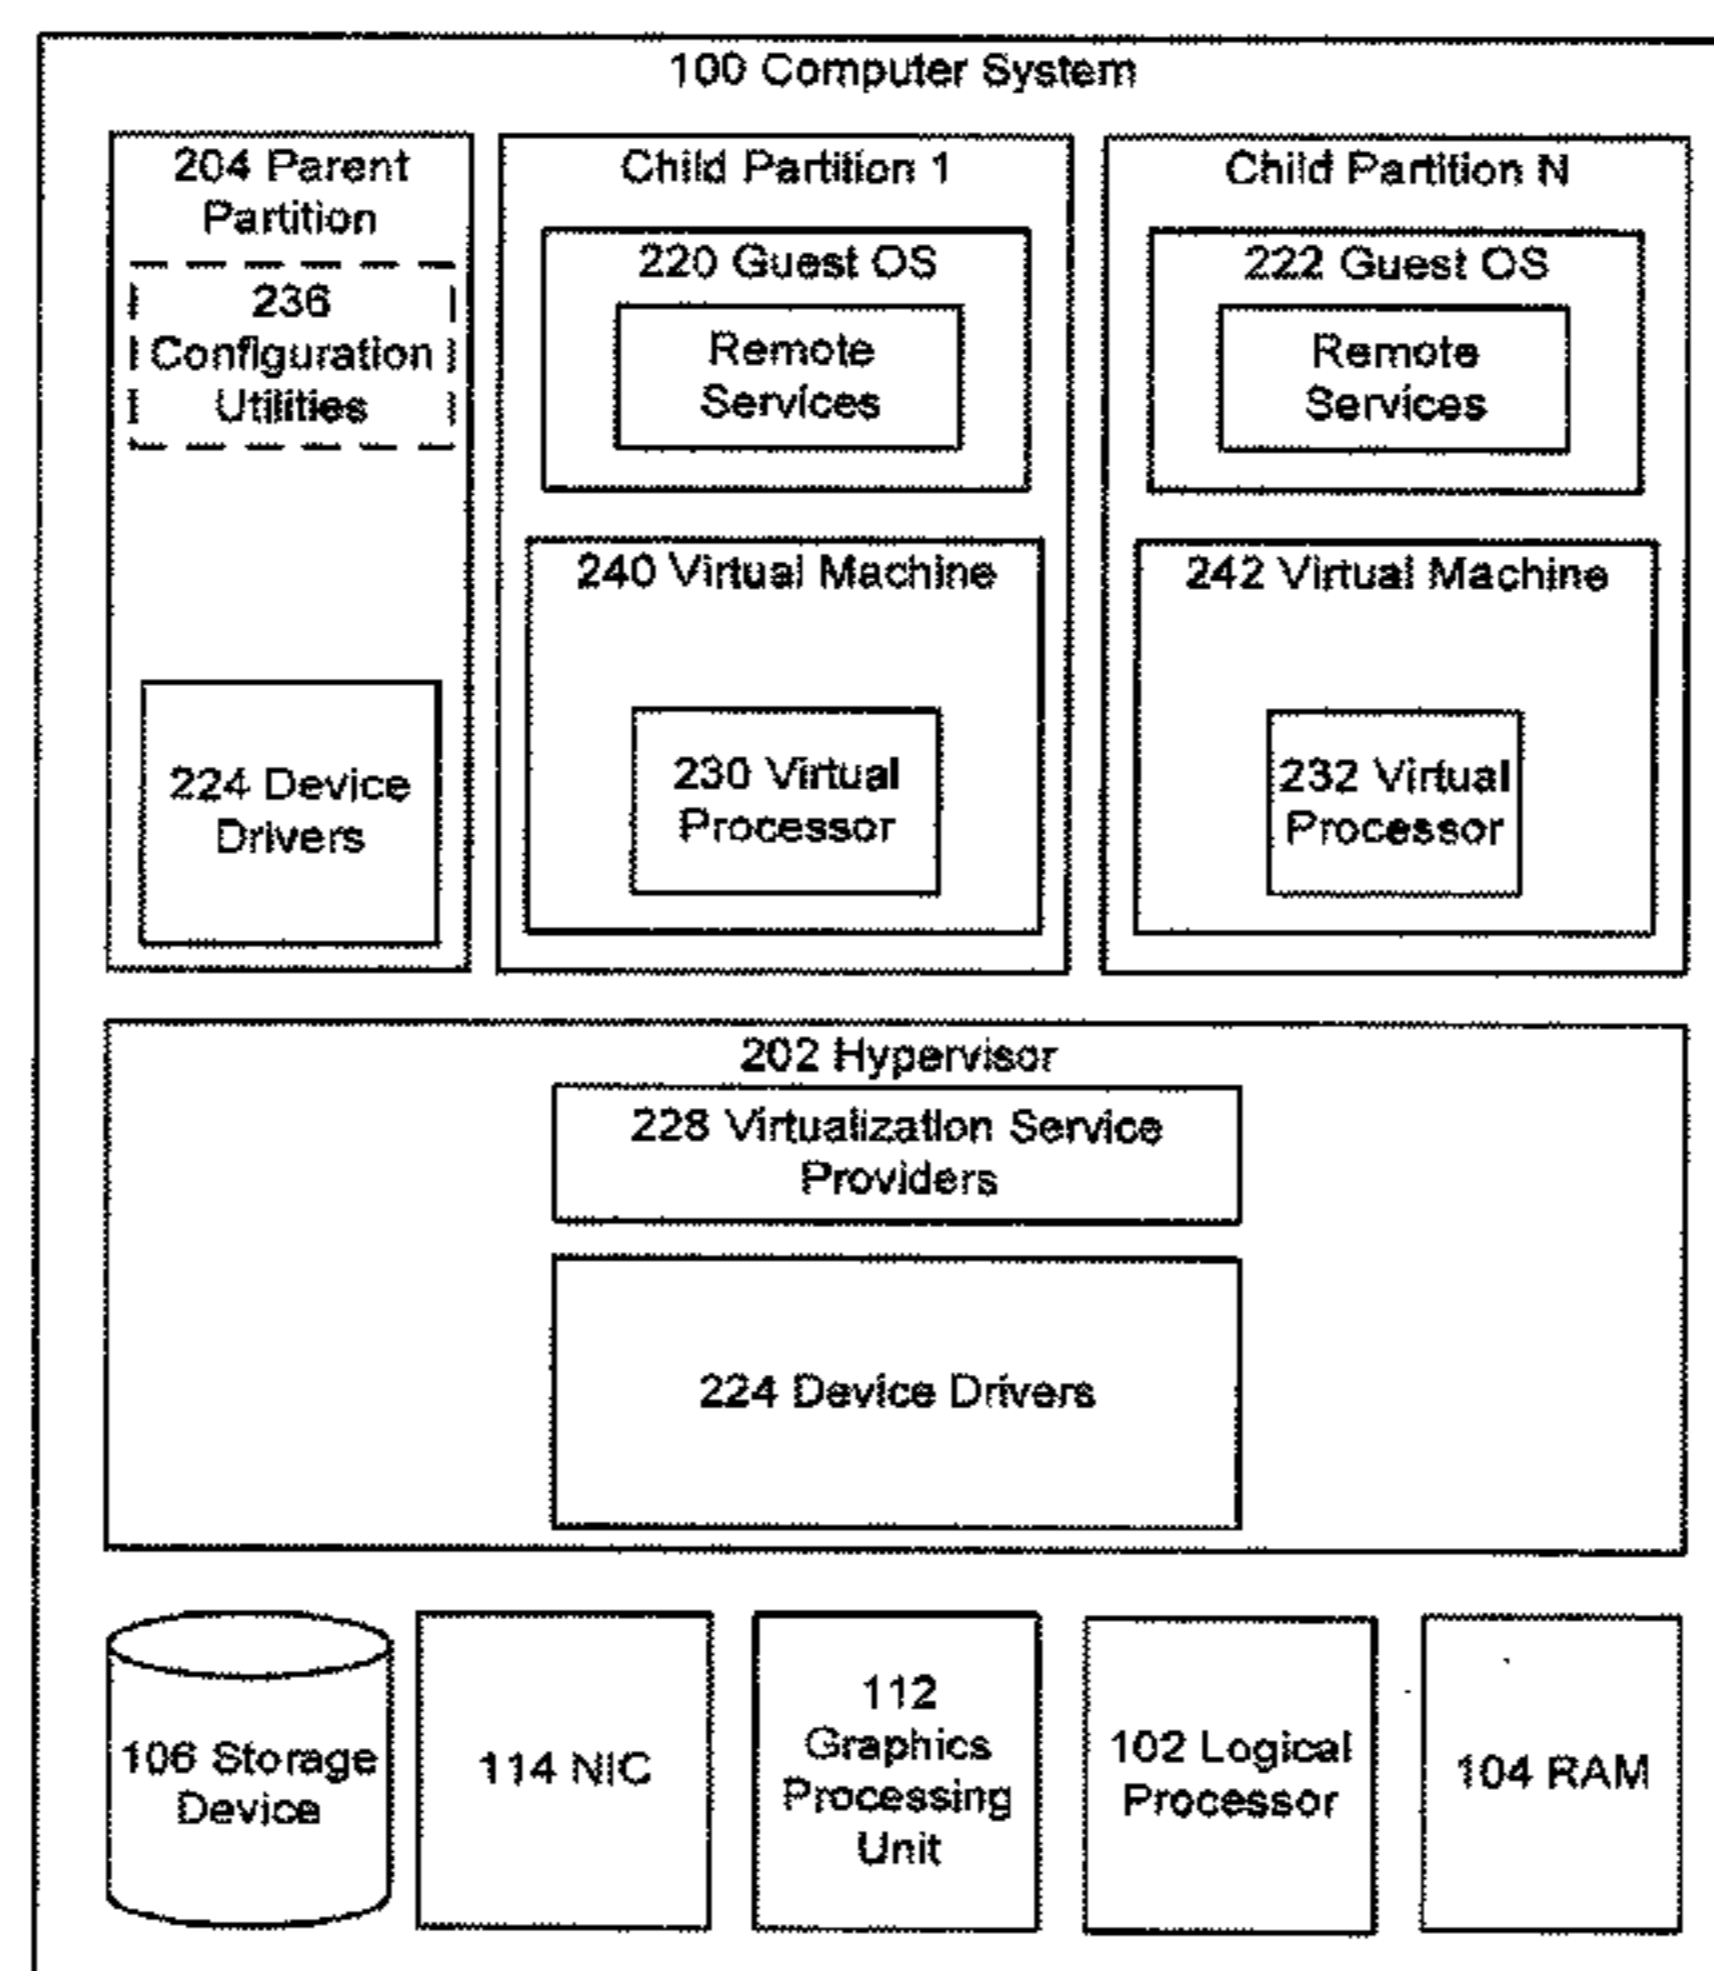 100 Computer System
204 Parent
Partition
236
Configuration
Utilities
224 Device
Drivers
Child Partition 1
220 Guest OS
Remote
Services
240 Virtual Machine
230 Virtual
Processor
Child Partition N
222 Guest OS
Remote
Services
242 Virtual Machine
232 Virtual
Processor
202 Hypervisor
228 Virtualization Service
Providers
224 Device Drivers
106 Storage
Device
114 NIC
112
Graphics
Processing
Unit
102 Logical
Processor
104 RAM